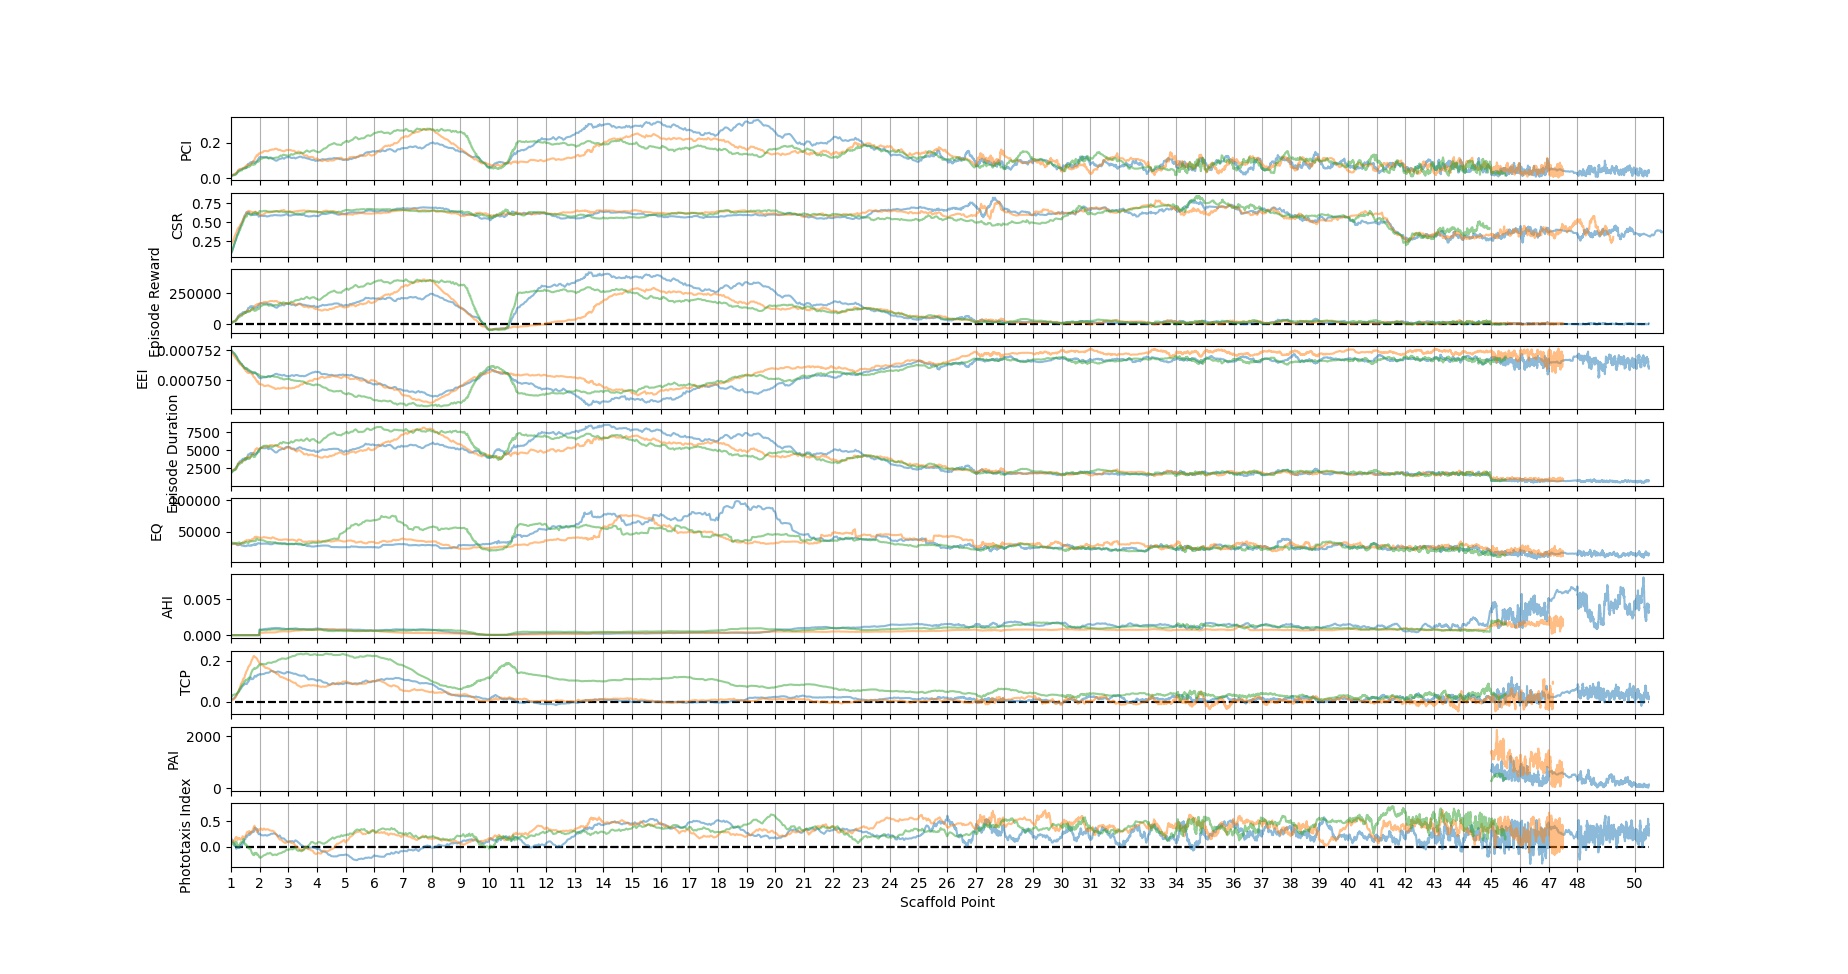 PCI
0.2
0.0
CSR
0.75
0.50
0.25
Episode Reward
250000
0
EEI
0.000752
0.000750
Episode Duration
7500
5000
2500
EQ
100000
50000
AHI
0.005
0.000
TCP
0.2
0.0
PAI
2000
0
Phototaxis Index
0.5
0.0
1 2 3 4 5 6 7 8 9 10 11 12 13 14 15 16 17 18 19 20 21 22 23 24 25 26 27 28 29 30 31 32 33 34 35 36 37 38 39 40 41 42 43 44 45 46 47 48 50
Scaffold Point